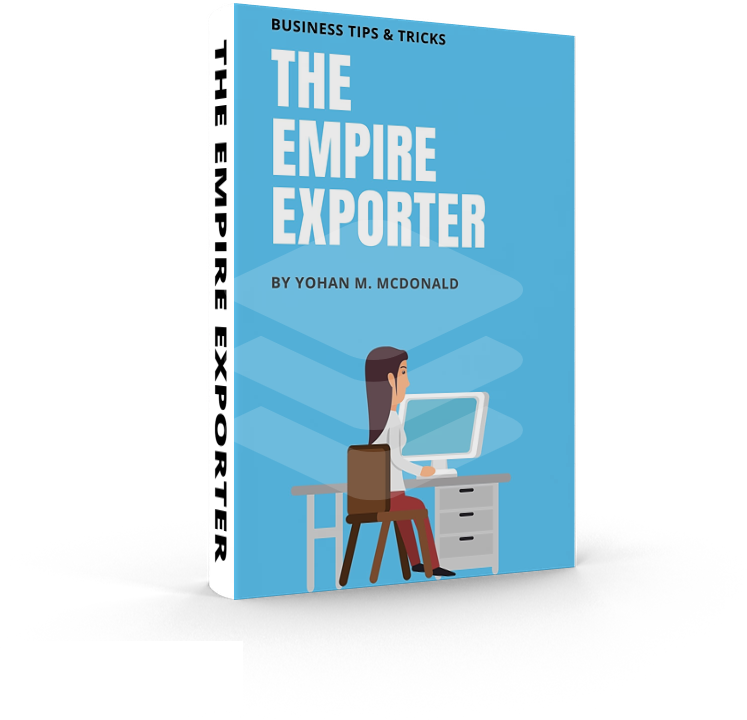 BUSINESS TIPS & TRICKS
THE
EMPIRE
EXPORTER
BY YOHAN M. MCDONALD
THE EMPIRE EXPORTER